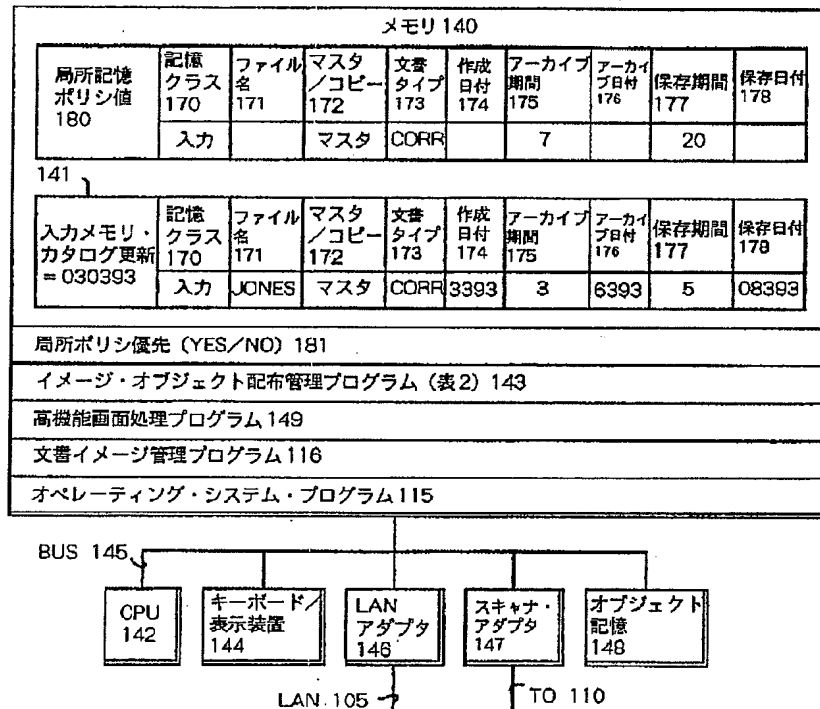 メモリ140
局所記憶
ポリシ値
180
記憶
クラス
170
ファイル
名
171
マスタ
/コピー
172
文書
タイプ
173
作成
日付
174
アーカイブ
期間
175
アーカイ
ブ日付
176
保存期間
177
保存日付
178
入力 マスタ CORR 7 20
141
入力メモリ・
カタログ更新
=030393
記憶
クラス
170
ファイル
名
171
マスタ
/コピー
172
文書
タイプ
173
作成
日付
174
アーカイブ
期間
175
アーカイ
ブ日付
176
保存期間
177
保存日付
178
入力 JONES マスタ CORR 3393 3 6393 5 08393
局所ポリシ優先 (YES/NO) 181
イメージ・オブジェクト配布管理プログラム (表2) 143
高機能画面処理プログラム149
文書イメージ管理プログラム116
オペレーティング・システム・プログラム115
BUS 145
CPU
142
キーボード/
表示装置
144
LAN
アダプタ
146
スキャナ・
アダプタ
147
オブジェクト
記憶
148
LAN 105
TO 110